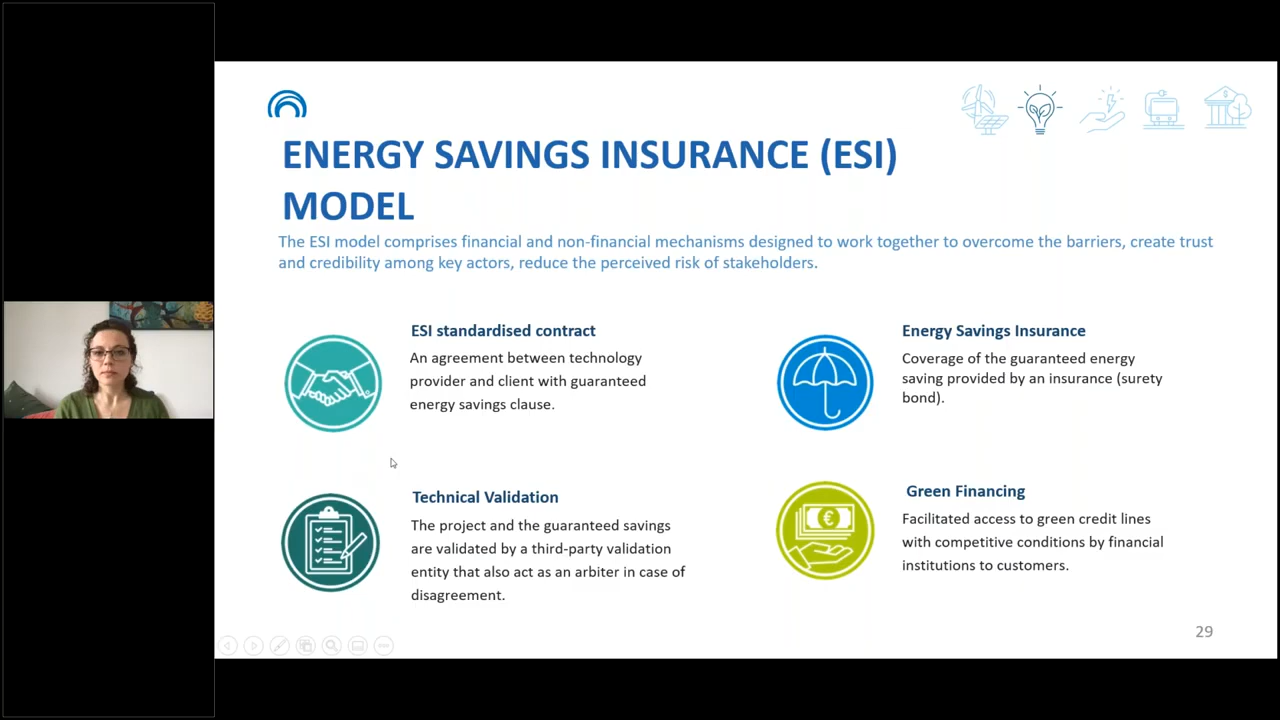 ENERGY SAVINGS INSURANCE (ESI)
MODEL
The ESI model comprises financial and non-financial mechanisms designed to work together to overcome the barriers, create trust
and credibility among key actors, reduce the perceived risk of stakeholders.
ESI standardised contract
An agreement between technology
provider and client with guaranteed
energy savings clause.
Energy Savings Insurance
Coverage of the guaranteed energy
saving provided by an insurance (surety
bond).
Technical Validation
The project and the guaranteed savings
are validated by a third-party validation
entity that also act as an arbiter in case of
disagreement.
Green Financing
Facilitated access to green credit lines
with competitive conditions by financial
institutions to customers.
29